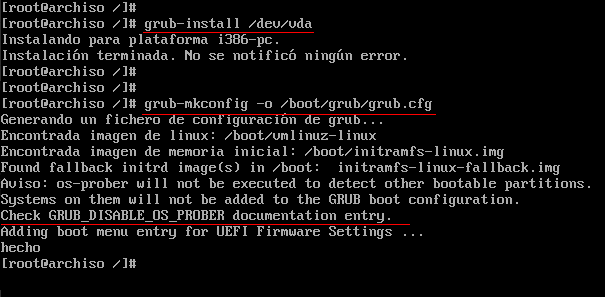 [root@archiso /]#
[root@archiso /]# grub-install /dev/vda
Instalando para plataforma i386-pc.
Instalación terminada. No se notificó ningún error.
[root@archiso /]#
[root@archiso /]#
[root@archiso /]# grub-mkconfig -o /boot/grub/grub.cfg
Generando un fichero de configuración de grub...
Encontrada imagen de linux: /boot/vmlinuz-linux
Encontrada imagen de memoria inicial: /boot/initramfs-linux.img
Found fallback initrd image(s) in /boot:  initramfs-linux-fallback.img
Aviso: os-prober will not be executed to detect other bootable partitions.
Systems on them will not be added to the GRUB boot configuration.
Check GRUB_DISABLE_OS_PROBER documentation entry.
Adding boot menu entry for UEFI Firmware Settings ...
hecho
[root@archiso /]#